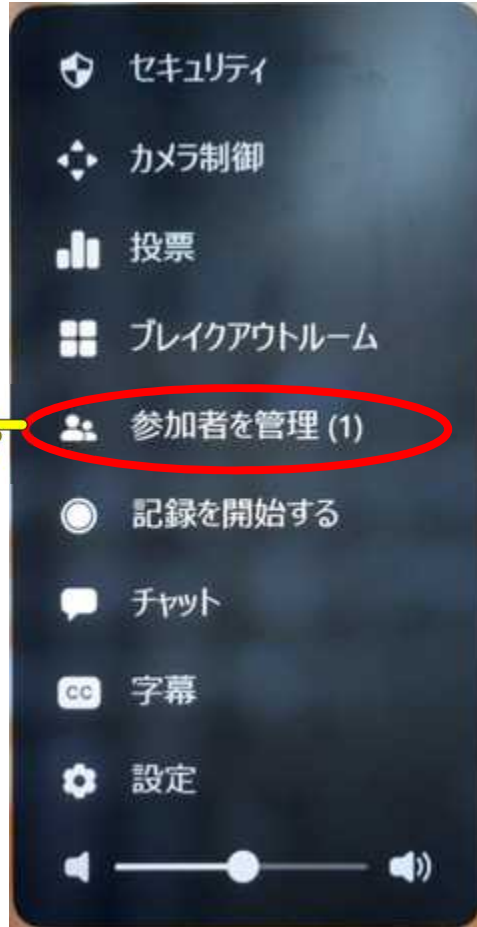 セキュリティ
カメラ制御
投票
ブレイクアウトルーム
参加者を管理 (1)
記録を開始する
チャット
CC 字幕
設定